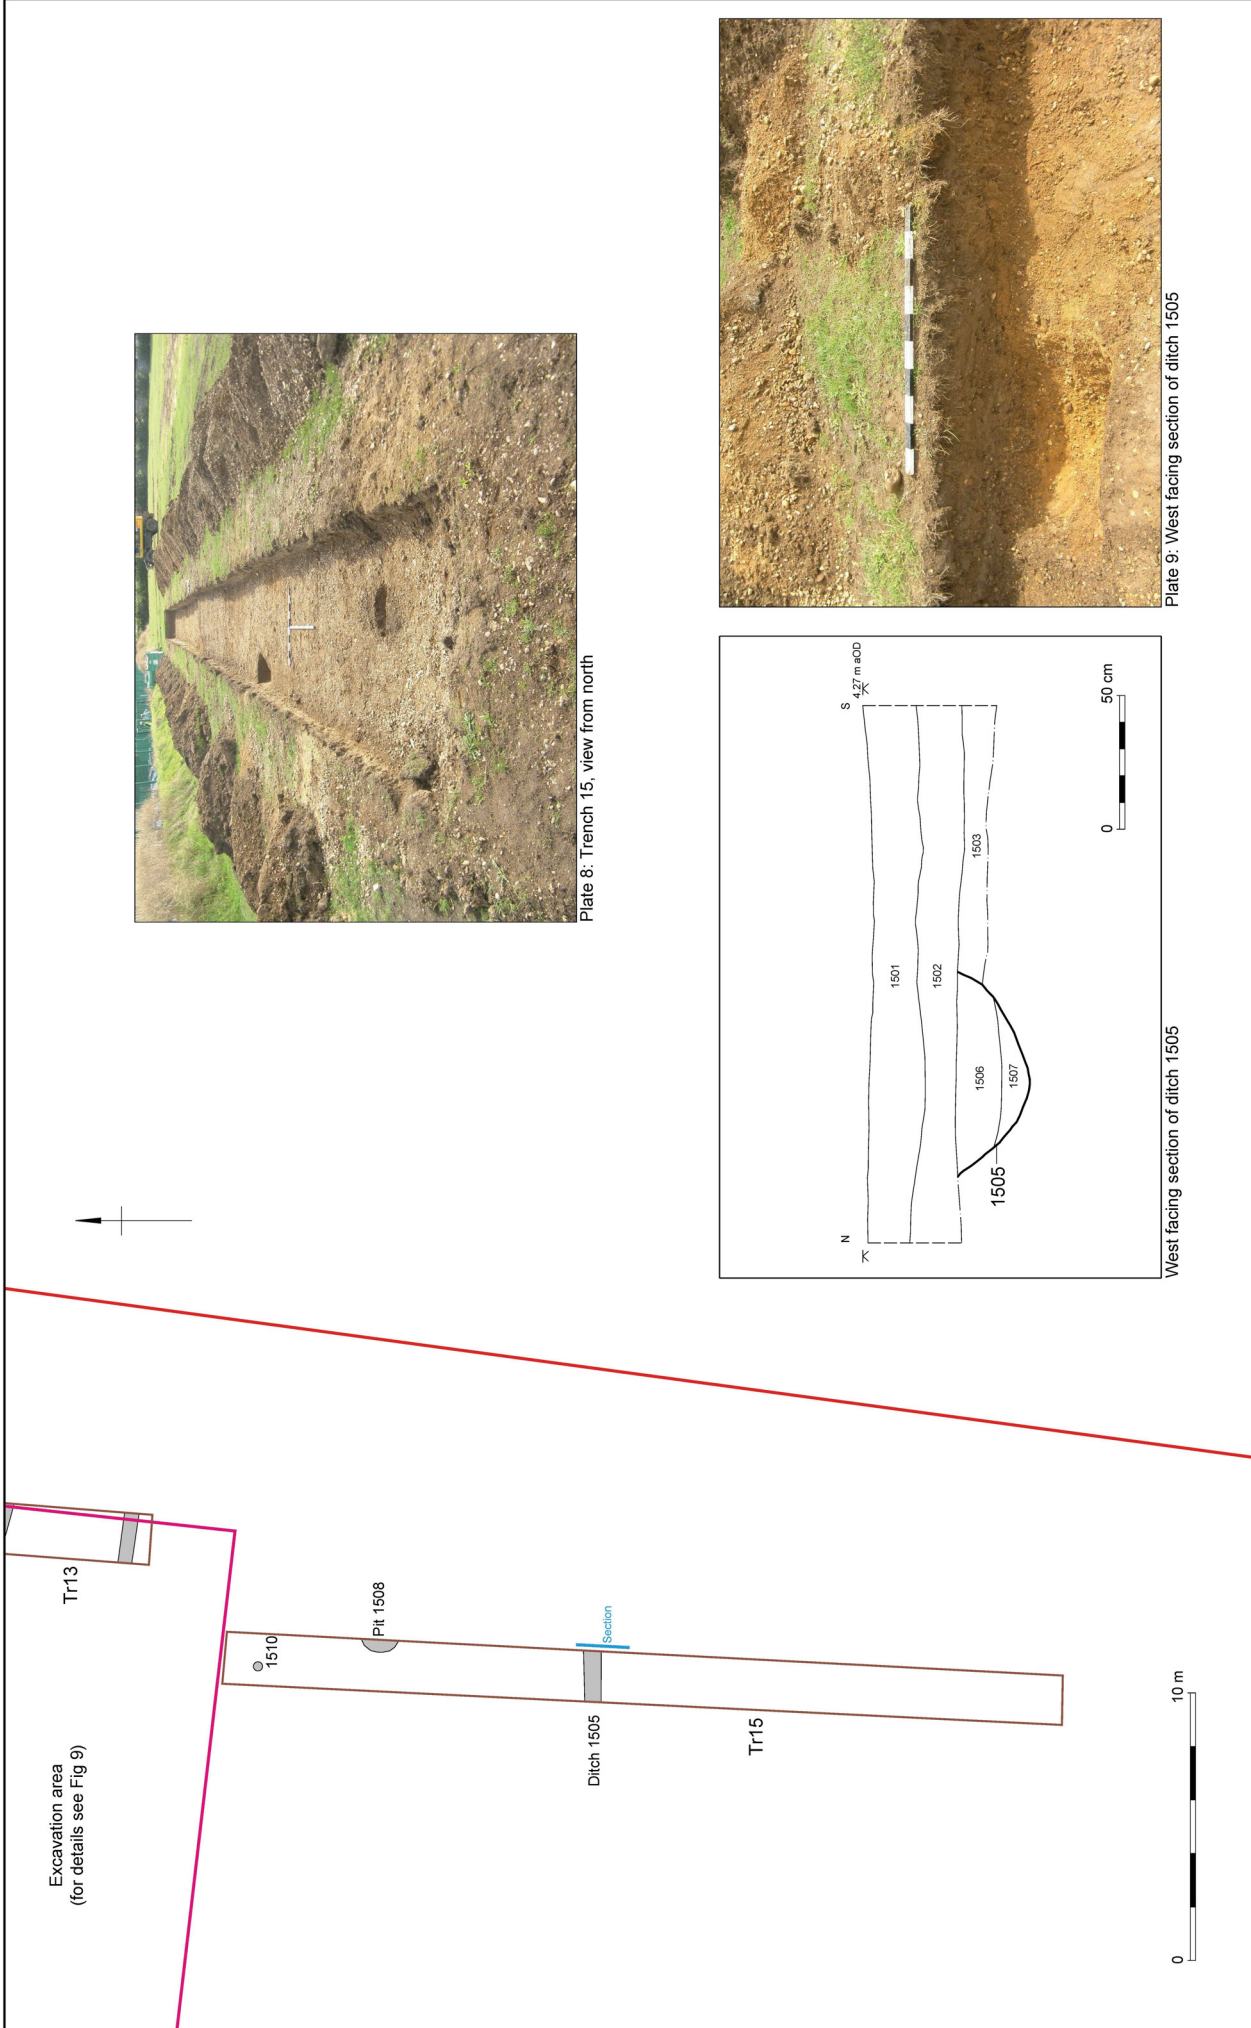 Excavation area
(for details see Fig 9)
Tr13
1510
Pit 1508
Section
Ditch 1505
Tr15
0
10 m
Plate 8: Trench 15, view from north
N
S
4.27 m aOD
1501
1502
1503
1506
1507
1505
0
50 cm
West facing section of ditch 1505
Plate 9: West facing section of ditch 1505